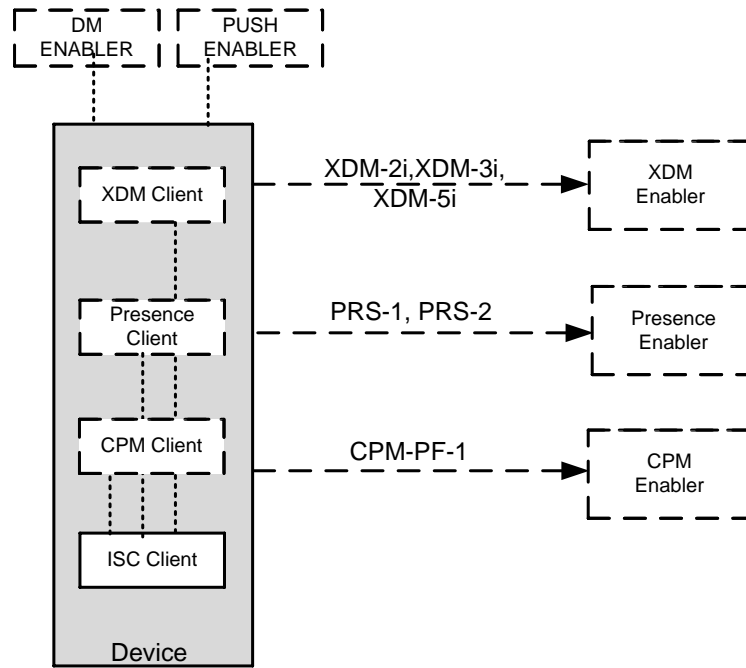 DM
ENABLER
PUSH
ENABLER
XDM Client
XDM-2i,XDM-3i,
XDM-5i
XDM
Enabler
Presence
Client
PRS-1, PRS-2
Presence
Enabler
CPM Client
CPM-PF-1
CPM
Enabler
ISC Client
Device